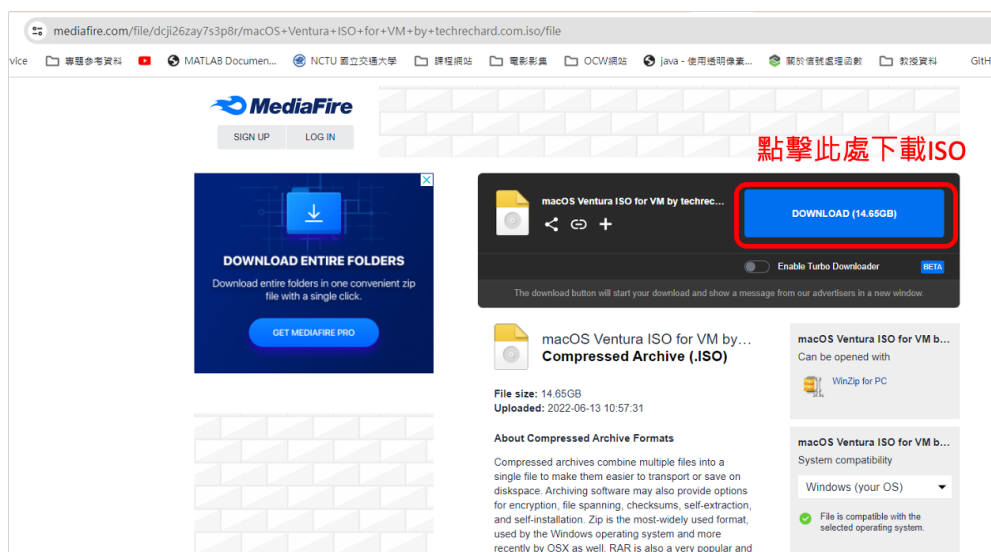 mediafire.com/file/dcji26zay7s3p8r/macOS+Ventura+ISO+for+VM+by+techrechard.com.iso/file
vice 專題參考資料 MATLAB Documen... NCTU 國立交通大學 課程網站 電影影集 OCW網站 java - 使用透明像素... 關於信號處理函數 教授資料 GitH
MediaFire
SIGN UP LOG IN
點擊此處下載ISO
macOS Ventura ISO for VM by techrec...
DOWNLOAD (14.65GB)
Enable Turbo Downloader BETA
The download button will start your download and show a message from our advertisers in a new window.
DOWNLOAD ENTIRE FOLDERS
Download entire folders in one convenient zip
file with a single click.
GET MEDIAFIRE PRO
macOS Ventura ISO for VM by...
Compressed Archive (.ISO)
File size: 14.65GB
Uploaded: 2022-06-13 10:57:31
About Compressed Archive Formats
Compressed archives combine multiple files into a
single file to make them easier to transport or save on
diskspace. Archiving software may also provide options
for encryption, file spanning, checksums, self-extraction,
and self-installation. Zip is the most-widely used format,
used by the Windows operating system and more
recently by OSX as well. RAR is also a very popular and
macOS Ventura ISO for VM b...
Can be opened with
WinZip for PC
macOS Ventura ISO for VM b...
System compatibility
Windows (your OS)
File is compatible with the
selected operating system.